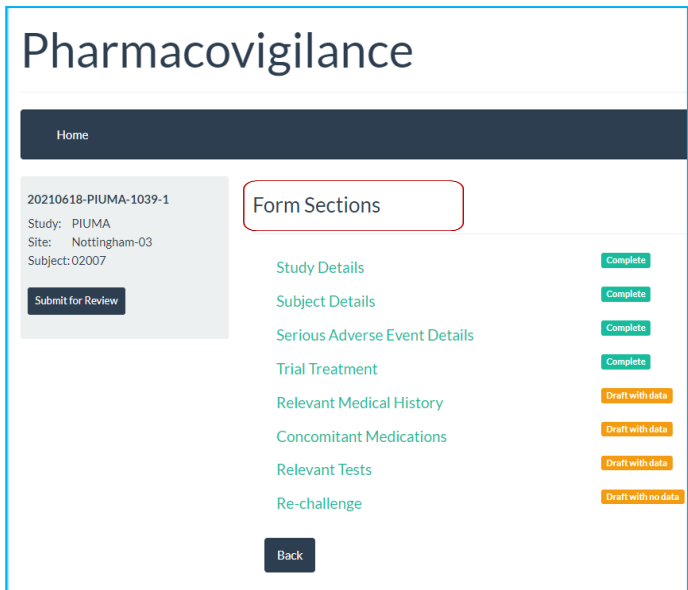 Pharmacovigilance
Home
20210618-PIUMA-1039-1
Study: PIUMA
Site: Nottingham-03
Subject: 02007
Submit for Review
Form Sections
Study Details Complete
Subject Details Complete
Serious Adverse Event Details Complete
Trial Treatment Complete
Relevant Medical History Draft with data
Concomitant Medications Draft with data
Relevant Tests Draft with data
Re-challenge Draft with no data
Back